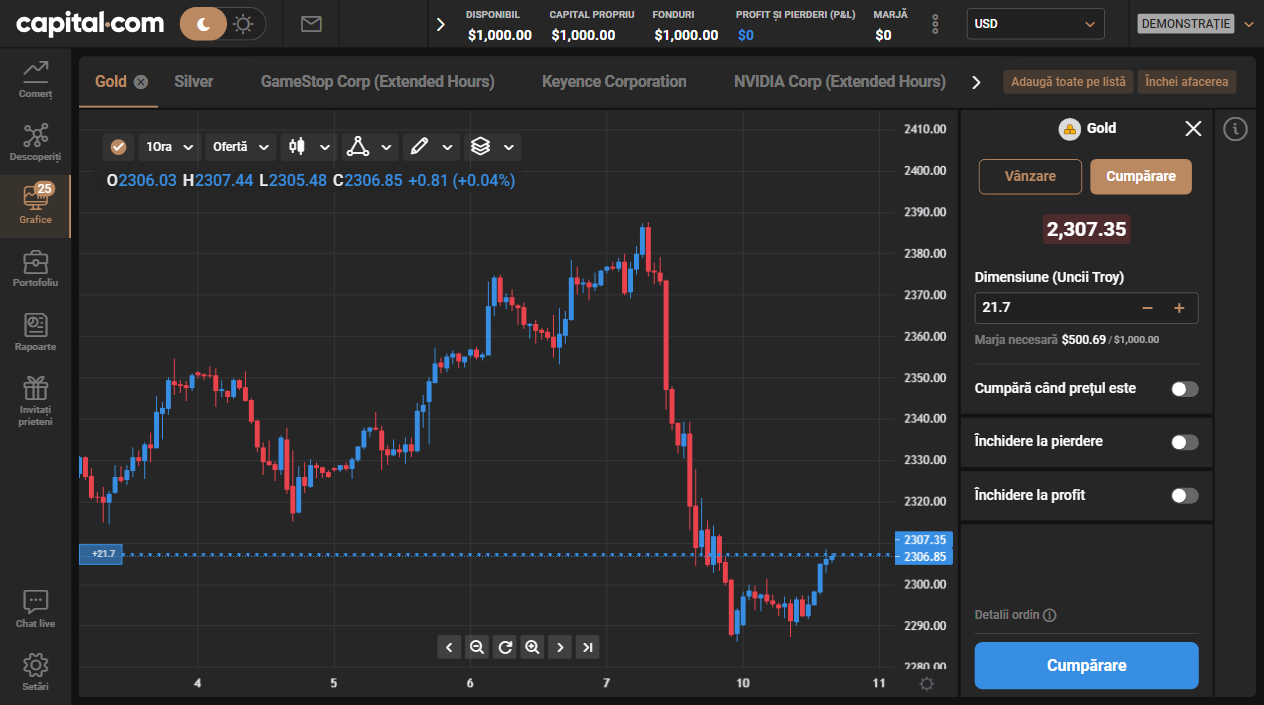 capital.com
DISPONIBIL
$1,000.00
CAPITAL PROPRIU
$1,000.00
FONDURI
$1,000.00
PROFIT ȘI PIERDERI (P&L)
$0
MARJĂ
$0
USD
DEMONSTRAȚIE
Comerț
Descoperiți
25
Grafice
Portofoliu
Rapoarte
Invitați
prieteni
Chat live
Setări
Gold
Silver
GameStop Corp (Extended Hours)
Keyence Corporation
NVIDIA Corp (Extended Hours)
Adaugă toate pe listă
Închei afacerea
1Ora
Ofertă
O2306.03 H2307.44 L2305.48 C2306.85 +0.81 (+0.04%)
2410.00
2400.00
2390.00
2380.00
2370.00
2360.00
2350.00
2340.00
2330.00
2320.00
2307.35
2306.85
2300.00
2290.00
2280.00
+21.7
4
5
6
7
10
11
Gold
Vânzare
Cumpărare
2,307.35
Dimensiune (Uncii Troy)
21.7
Marja necesară $500.69 / $1,000.00
Cumpără când prețul este
Închidere la pierdere
Închidere la profit
Detalii ordin
Cumpărare